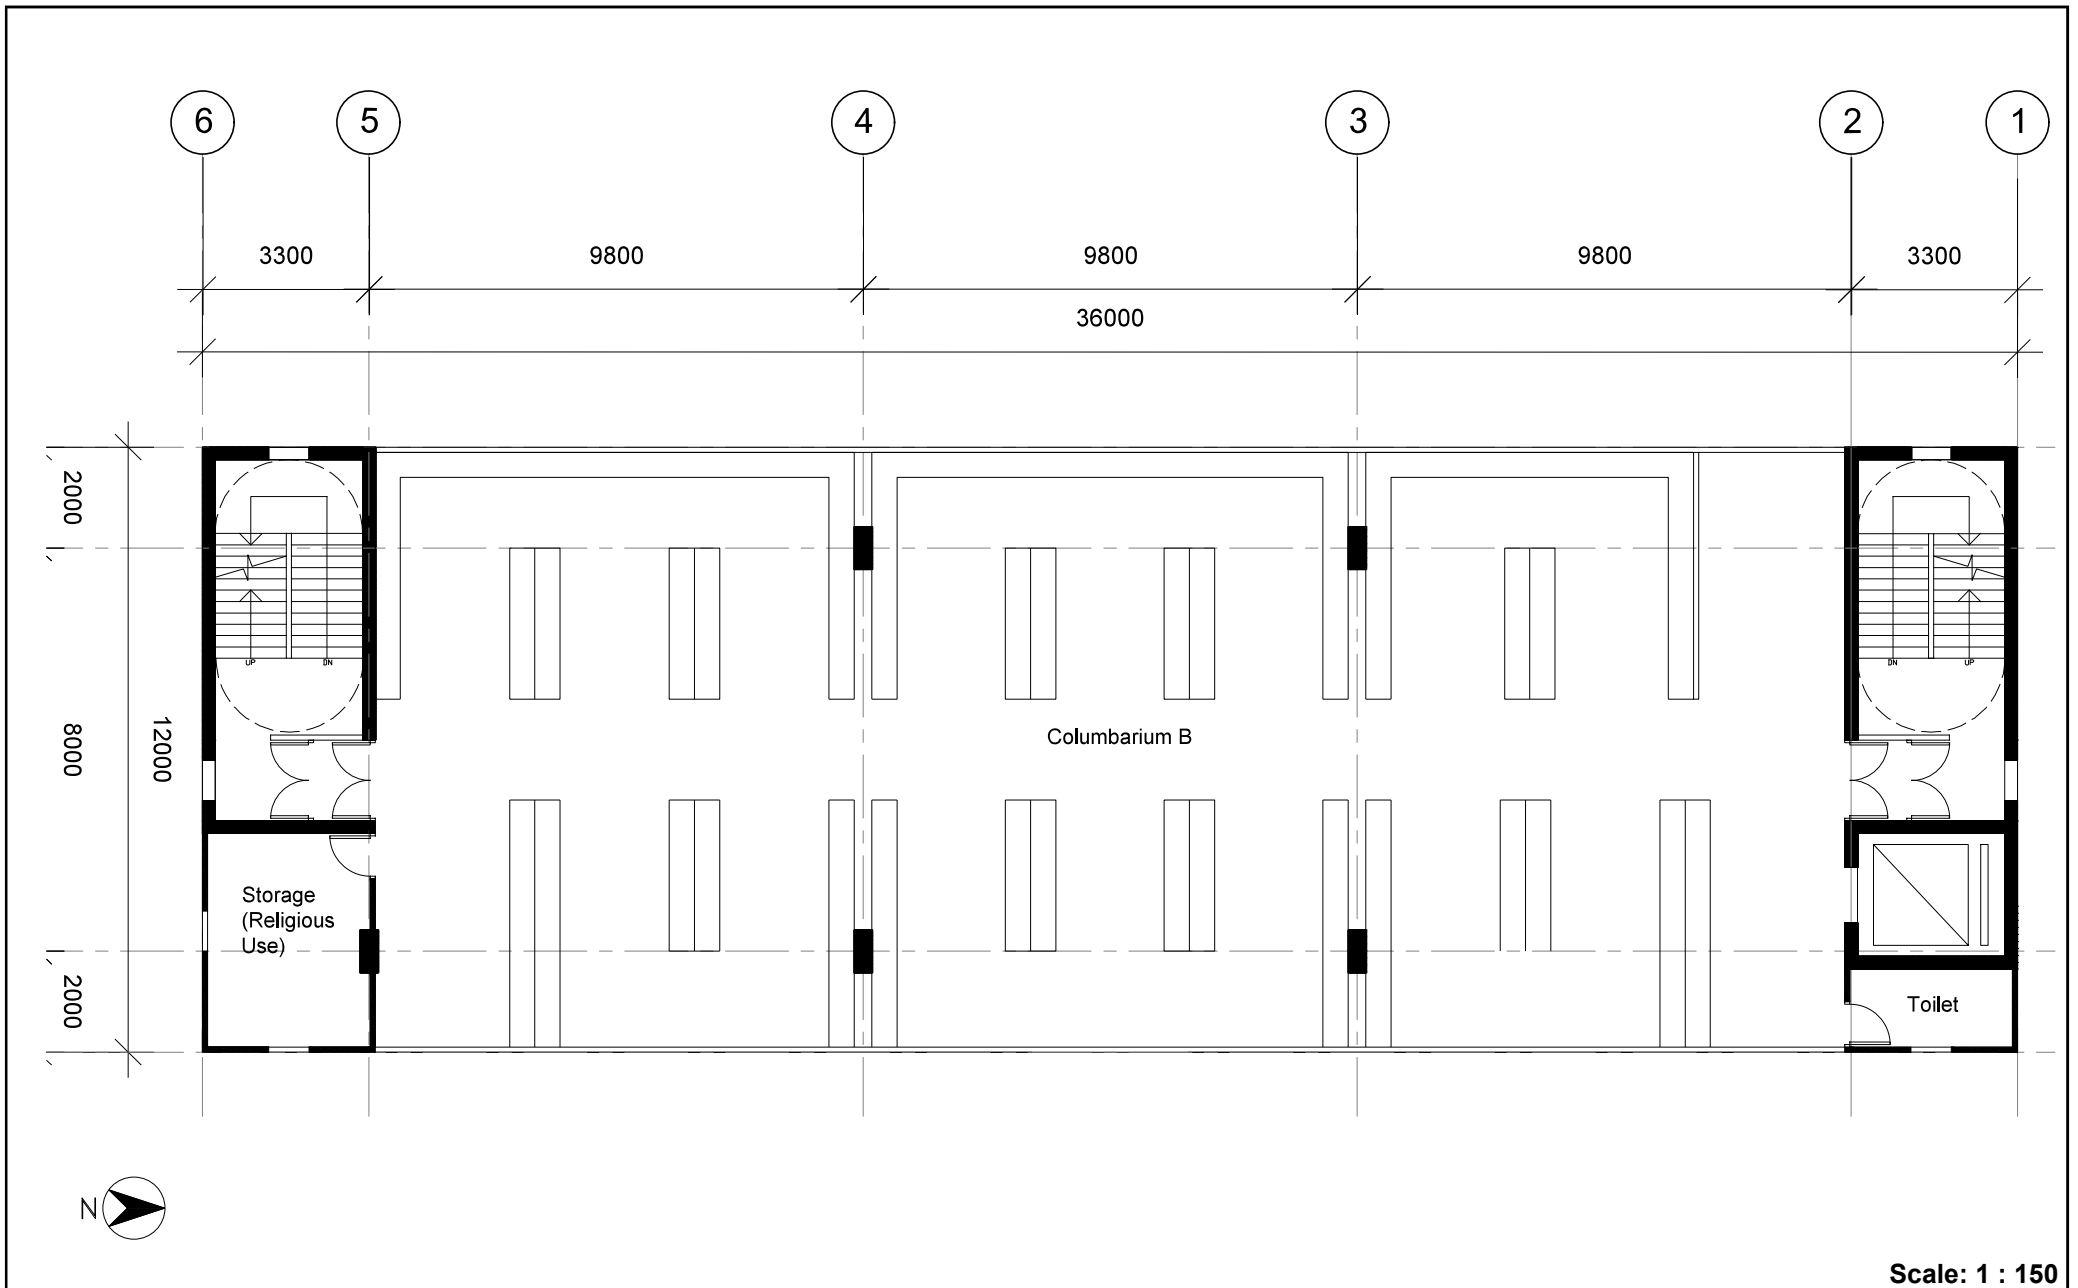 6 5 4 3 2 1
3300 9800 9800 9800 3300
36000
2000
8000
12000
2000
UP DN
DN UP
Columbarium B
Storage
(Religious
Use)
Toilet
N
Scale: 1 : 150